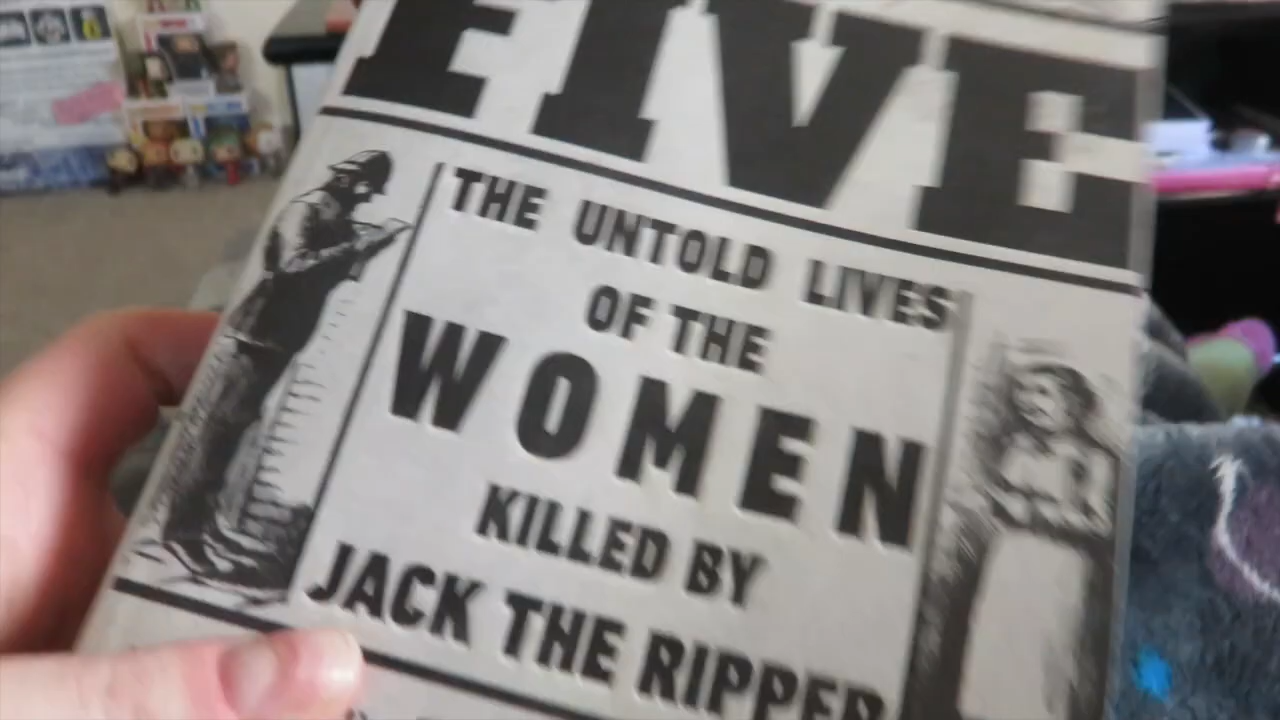 FIVE
THE UNTOLD LIVES
OF THE
WOMEN
KILLED BY
JACK THE RIPPER